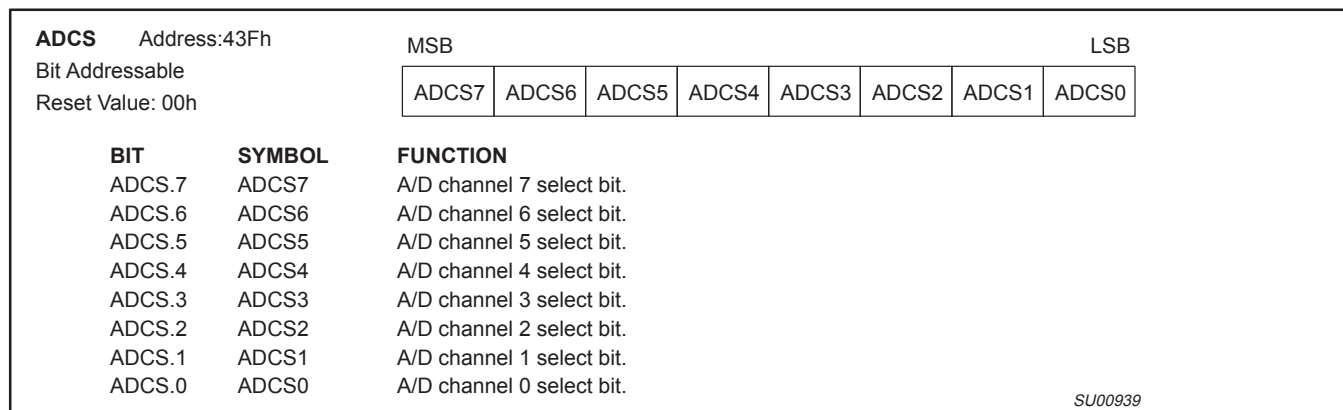 ADCS Address:43Fh
Bit Addressable
Reset Value: 00h
MSB LSB
ADCS7 ADCS6 ADCS5 ADCS4 ADCS3 ADCS2 ADCS1 ADCS0
BIT SYMBOL FUNCTION
ADCS.7 ADCS7 A/D channel 7 select bit.
ADCS.6 ADCS6 A/D channel 6 select bit.
ADCS.5 ADCS5 A/D channel 5 select bit.
ADCS.4 ADCS4 A/D channel 4 select bit.
ADCS.3 ADCS3 A/D channel 3 select bit.
ADCS.2 ADCS2 A/D channel 2 select bit.
ADCS.1 ADCS1 A/D channel 1 select bit.
ADCS.0 ADCS0 A/D channel 0 select bit.
SU00939